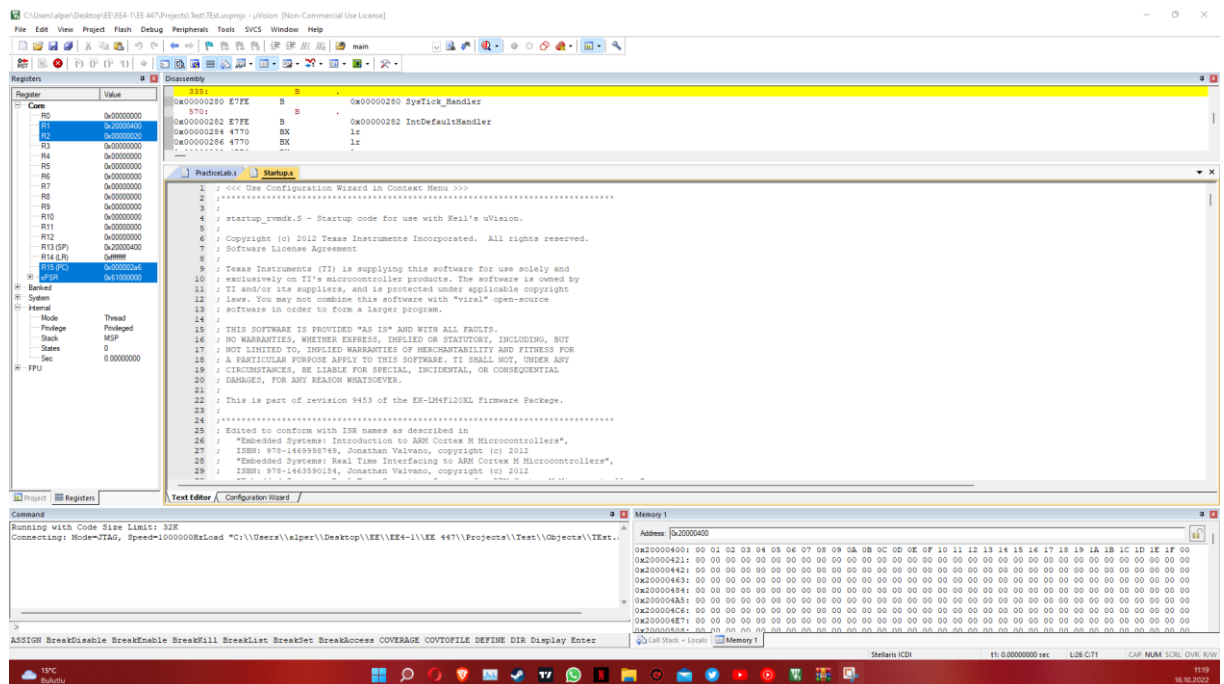 C:\Users\alper\Desktop\EE\EE4-1\EE 447\Projects\Test\TEst.uvprojx - µVision [Non-Commercial Use License]
File Edit View Project Flash Debug Peripherals Tools SVCS Window Help
main
Registers
Register Value
Core
R0 0x00000000
R1 0x20000400
R2 0x00000020
R3 0x00000000
R4 0x00000000
R5 0x00000000
R6 0x00000000
R7 0x00000000
R8 0x00000000
R9 0x00000000
R10 0x00000000
R11 0x00000000
R12 0x00000000
R13 (SP) 0x20000400
R14 (LR) 0xffffffff
R15 (PC) 0x000002a6
xPSR 0x61000000
Banked
System
Internal
Mode Thread
Privilege Privileged
Stack MSP
States 0
Sec 0.00000000
FPU
Project Registers
Disassembly
335: B .
0x00000280 E7FE B 0x00000280 SysTick_Handler
570: B .
0x00000282 E7FE B 0x00000282 IntDefaultHandler
0x00000284 4770 BX lr
0x00000286 4770 BX lr
PracticeLab.s Startup.s
1 ; <<< Use Configuration Wizard in Context Menu >>>
2 ;******************************************************************************
3 ;
4 ; startup_rvmdk.S - Startup code for use with Keil's uVision.
5 ;
6 ; Copyright (c) 2012 Texas Instruments Incorporated. All rights reserved.
7 ; Software License Agreement
8 ;
9 ; Texas Instruments (TI) is supplying this software for use solely and
10 ; exclusively on TI's microcontroller products. The software is owned by
11 ; TI and/or its suppliers, and is protected under applicable copyright
12 ; laws. You may not combine this software with "viral" open-source
13 ; software in order to form a larger program.
14 ;
15 ; THIS SOFTWARE IS PROVIDED "AS IS" AND WITH ALL FAULTS.
16 ; NO WARRANTIES, WHETHER EXPRESS, IMPLIED OR STATUTORY, INCLUDING, BUT
17 ; NOT LIMITED TO, IMPLIED WARRANTIES OF MERCHANTABILITY AND FITNESS FOR
18 ; A PARTICULAR PURPOSE APPLY TO THIS SOFTWARE. TI SHALL NOT, UNDER ANY
19 ; CIRCUMSTANCES, BE LIABLE FOR SPECIAL, INCIDENTAL, OR CONSEQUENTIAL
20 ; DAMAGES, FOR ANY REASON WHATSOEVER.
21 ;
22 ; This is part of revision 9453 of the EK-LM4F120XL Firmware Package.
23 ;
24 ;******************************************************************************
25 ; Edited to conform with ISR names as described in
26 ; "Embedded Systems: Introduction to ARM Cortex M Microcontrollers",
27 ; ISBN: 978-1469998749, Jonathan Valvano, copyright (c) 2012
28 ; "Embedded Systems: Real Time Interfacing to ARM Cortex M Microcontrollers",
29 ; ISBN: 978-1463590154, Jonathan Valvano, copyright (c) 2012
Text Editor Configuration Wizard
Command
Running with Code Size Limit: 32K
Connecting: Mode=JTAG, Speed=1000000HzLoad "C:\\Users\\alper\\Desktop\\EE\\EE4-1\\EE 447\\Projects\\Test\\Objects\\TEst.
>
ASSIGN BreakDisable BreakEnable BreakKill BreakList BreakSet BreakAccess COVERAGE COVTOFILE DEFINE DIR Display Enter
Memory 1
Address: 0x20000400
0x20000400: 00 01 02 03 04 05 06 07 08 09 0A 0B 0C 0D 0E 0F 10 11 12 13 14 15 16 17 18 19 1A 1B 1C 1D 1E 1F 00
0x20000421: 00 00 00 00 00 00 00 00 00 00 00 00 00 00 00 00 00 00 00 00 00 00 00 00 00 00 00 00 00 00 00 00 00
0x20000442: 00 00 00 00 00 00 00 00 00 00 00 00 00 00 00 00 00 00 00 00 00 00 00 00 00 00 00 00 00 00 00 00 00
0x20000463: 00 00 00 00 00 00 00 00 00 00 00 00 00 00 00 00 00 00 00 00 00 00 00 00 00 00 00 00 00 00 00 00 00
0x20000484: 00 00 00 00 00 00 00 00 00 00 00 00 00 00 00 00 00 00 00 00 00 00 00 00 00 00 00 00 00 00 00 00 00
0x200004A5: 00 00 00 00 00 00 00 00 00 00 00 00 00 00 00 00 00 00 00 00 00 00 00 00 00 00 00 00 00 00 00 00 00
0x200004C6: 00 00 00 00 00 00 00 00 00 00 00 00 00 00 00 00 00 00 00 00 00 00 00 00 00 00 00 00 00 00 00 00 00
0x200004E7: 00 00 00 00 00 00 00 00 00 00 00 00 00 00 00 00 00 00 00 00 00 00 00 00 00 00 00 00 00 00 00 00 00
Call Stack + Locals Memory 1
Stellaris ICDI t1: 0.00000000 sec L:26 C:71 CAP NUM SCRL OVR R/W
15°C
Bulutlu
11:19
16.10.2022